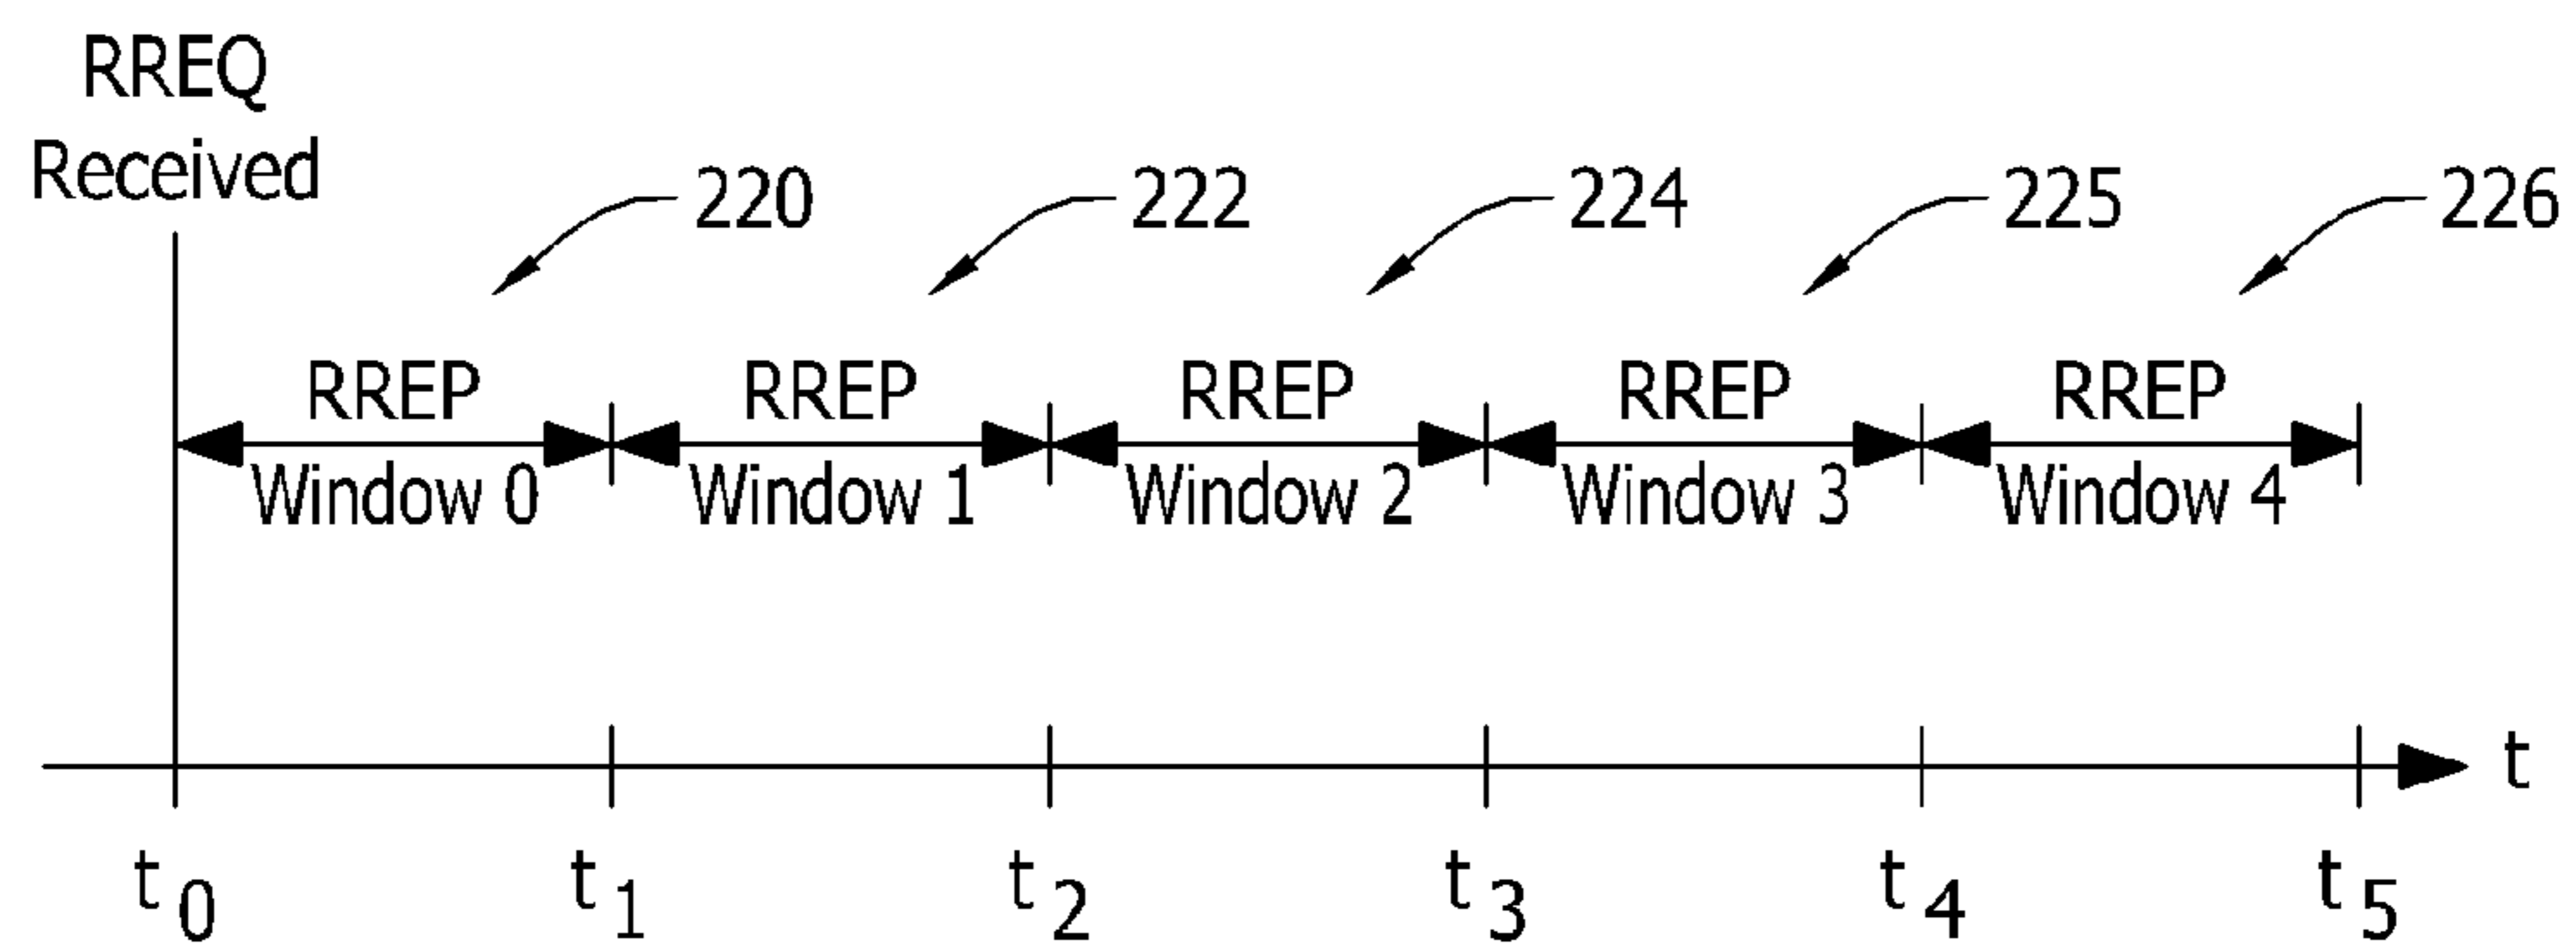 RREQ
Received
220
222
224
225
226
RREP
Window 0
RREP
Window 1
RREP
Window 2
RREP
Window 3
RREP
Window 4
t
t0
t1
t2
t3
t4
t5